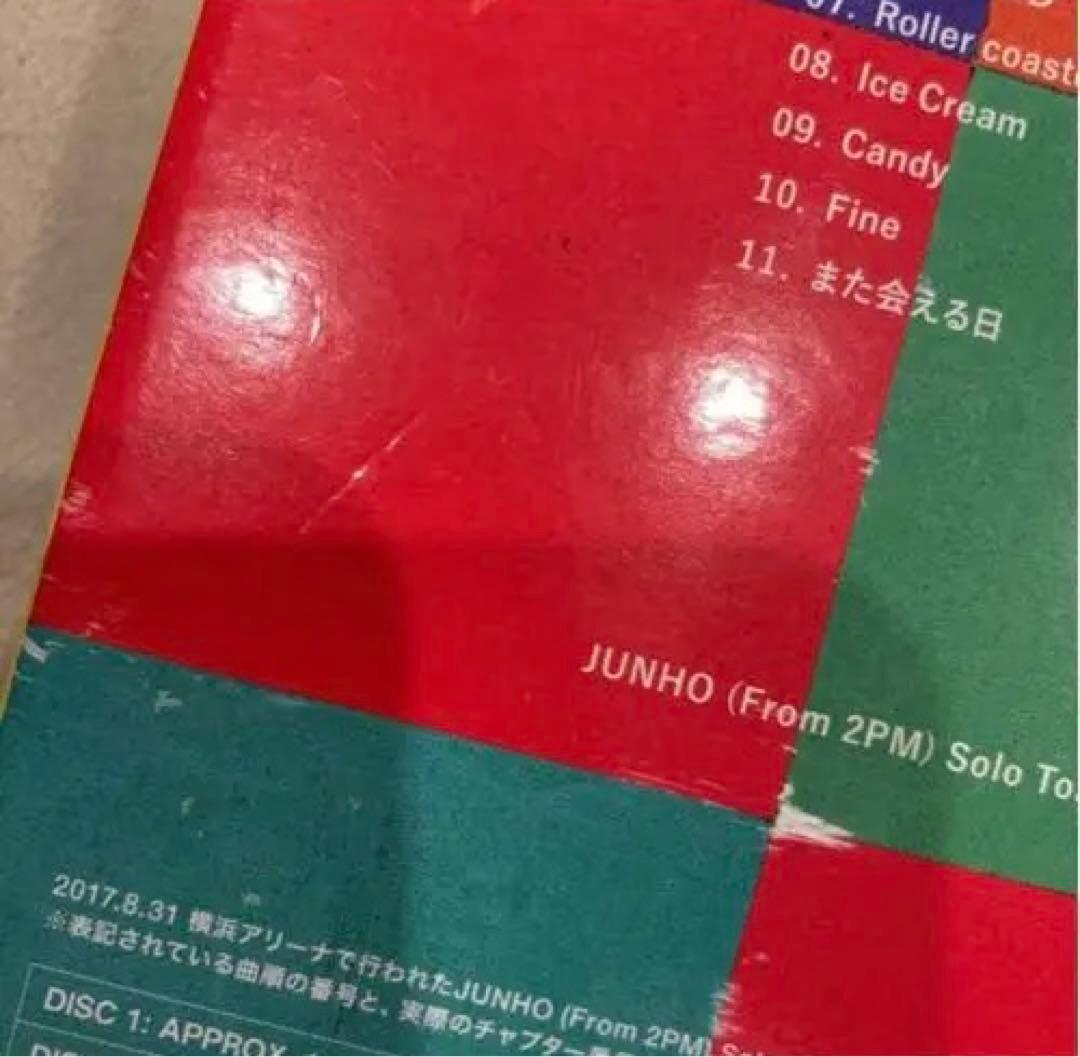 07. Roller coast
08. Ice Cream
09. Candy
10. Fine
11. また会える日
JUNHO (From 2PM) Solo To
2017.8.31 横浜アリーナで行われたJUNHO (From 2PM)
※表記されている曲順の番号と、実際のチャプター
DISC 1: APPROX.